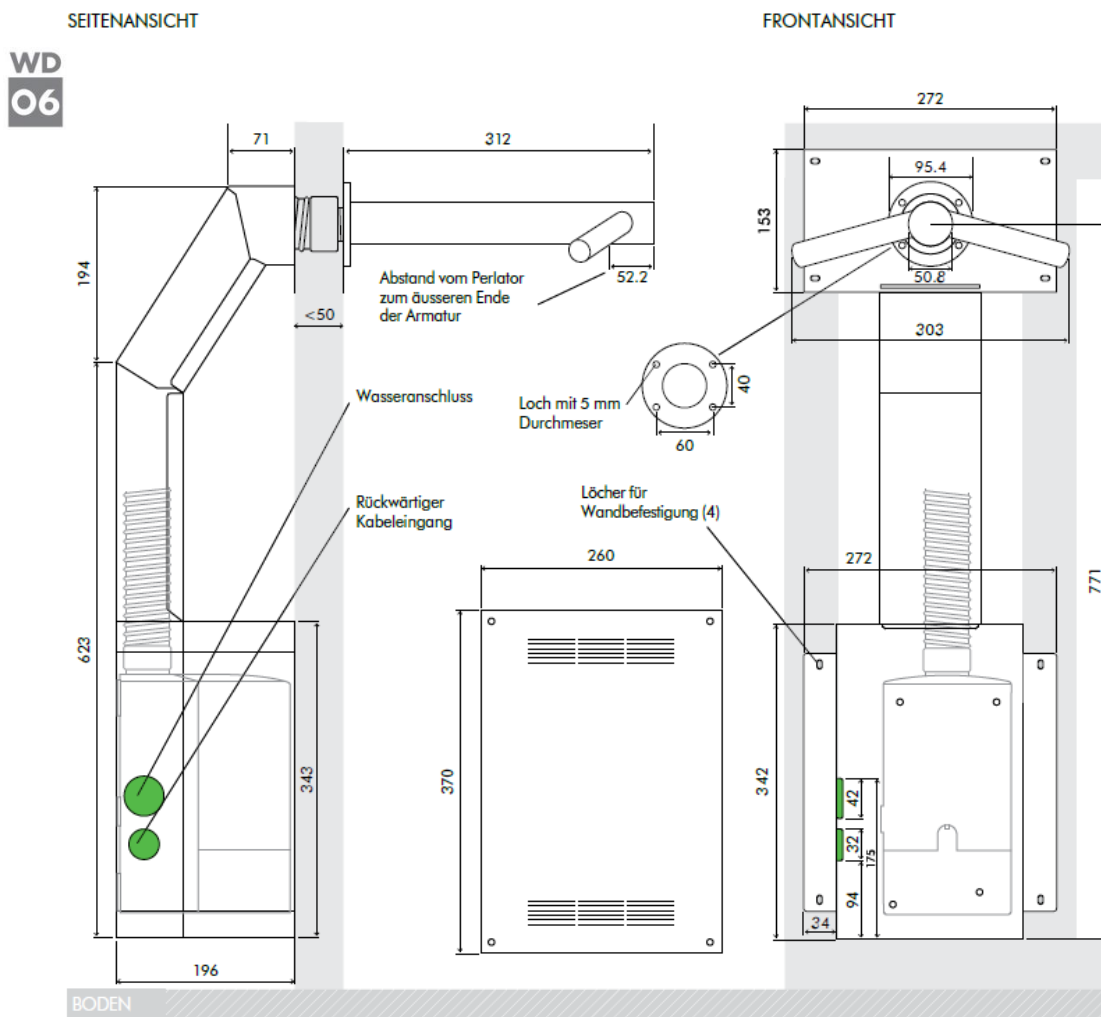 SEITENANSICHT
FRONTANSICHT
WD
06
71
312
272
95.4
153
194
Abstand vom Perlator
zum äusseren Ende
der Armatur
52.2
50.8
<50
303
Wasseranschluss
Loch mit 5 mm
Durchmeser
40
60
Rückwärtiger
Kabeleingang
Löcher für
Wandbefestigung (4)
260
272
771
623
343
370
342
42
32
175
94
34
196
BODEN